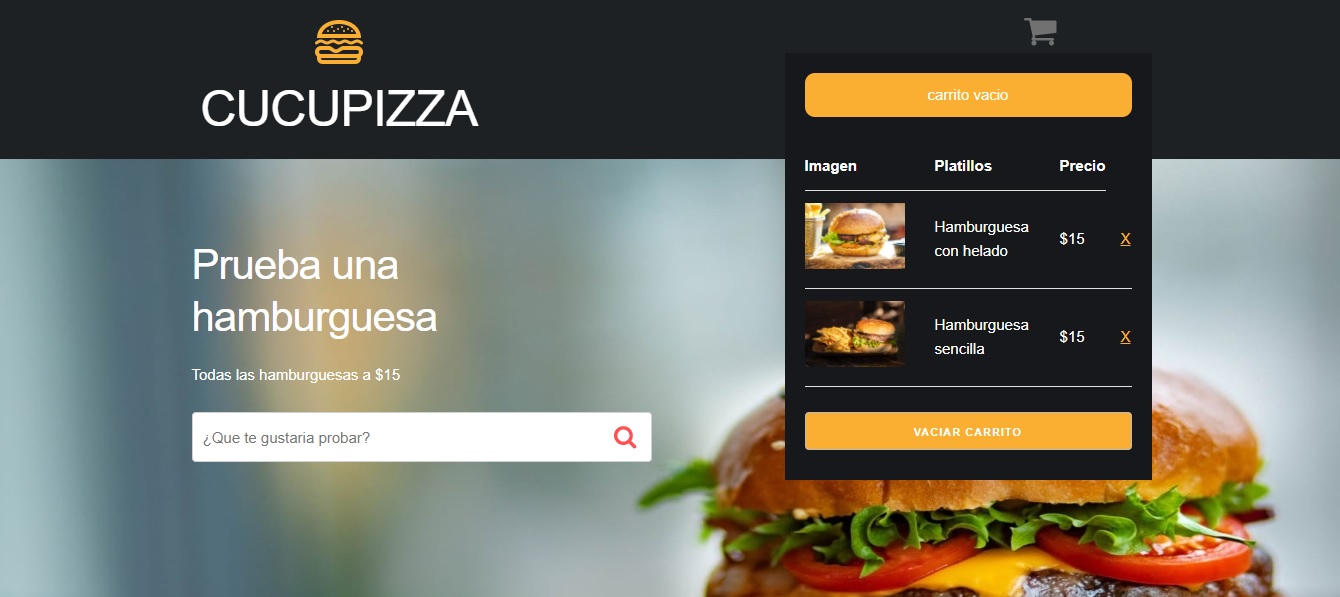 CUCUPIZZA
carrito vacio
Imagen Platillos Precio
Hamburguesa
con helado
$15
X
Hamburguesa
sencilla
$15
X
VACIAR CARRITO
Prueba una
hamburguesa
Todas las hamburguesas a $15
¿Que te gustaria probar?